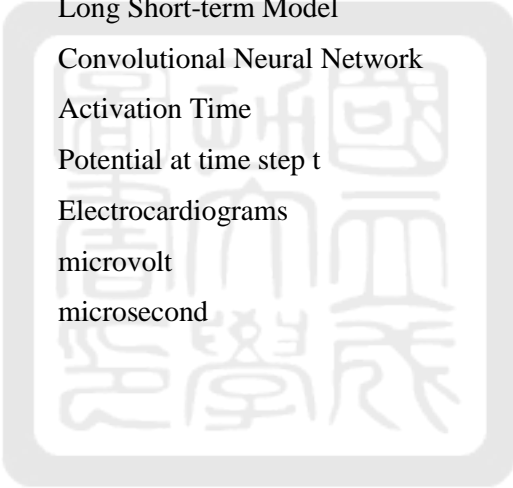 Long Short-term Model
Convolutional Neural Network
Activation Time
Potential at time step t
Electrocardiograms
microvolt
microsecond